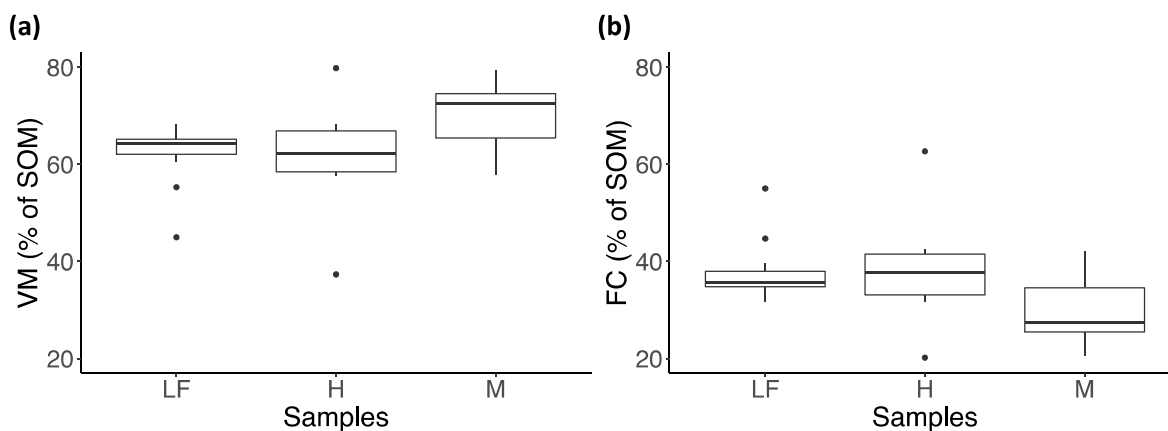 (a)
VM (% of SOM)
80
60
40
20
LF H M
Samples
(b)
FC (% of SOM)
80
60
40
20
LF H M
Samples